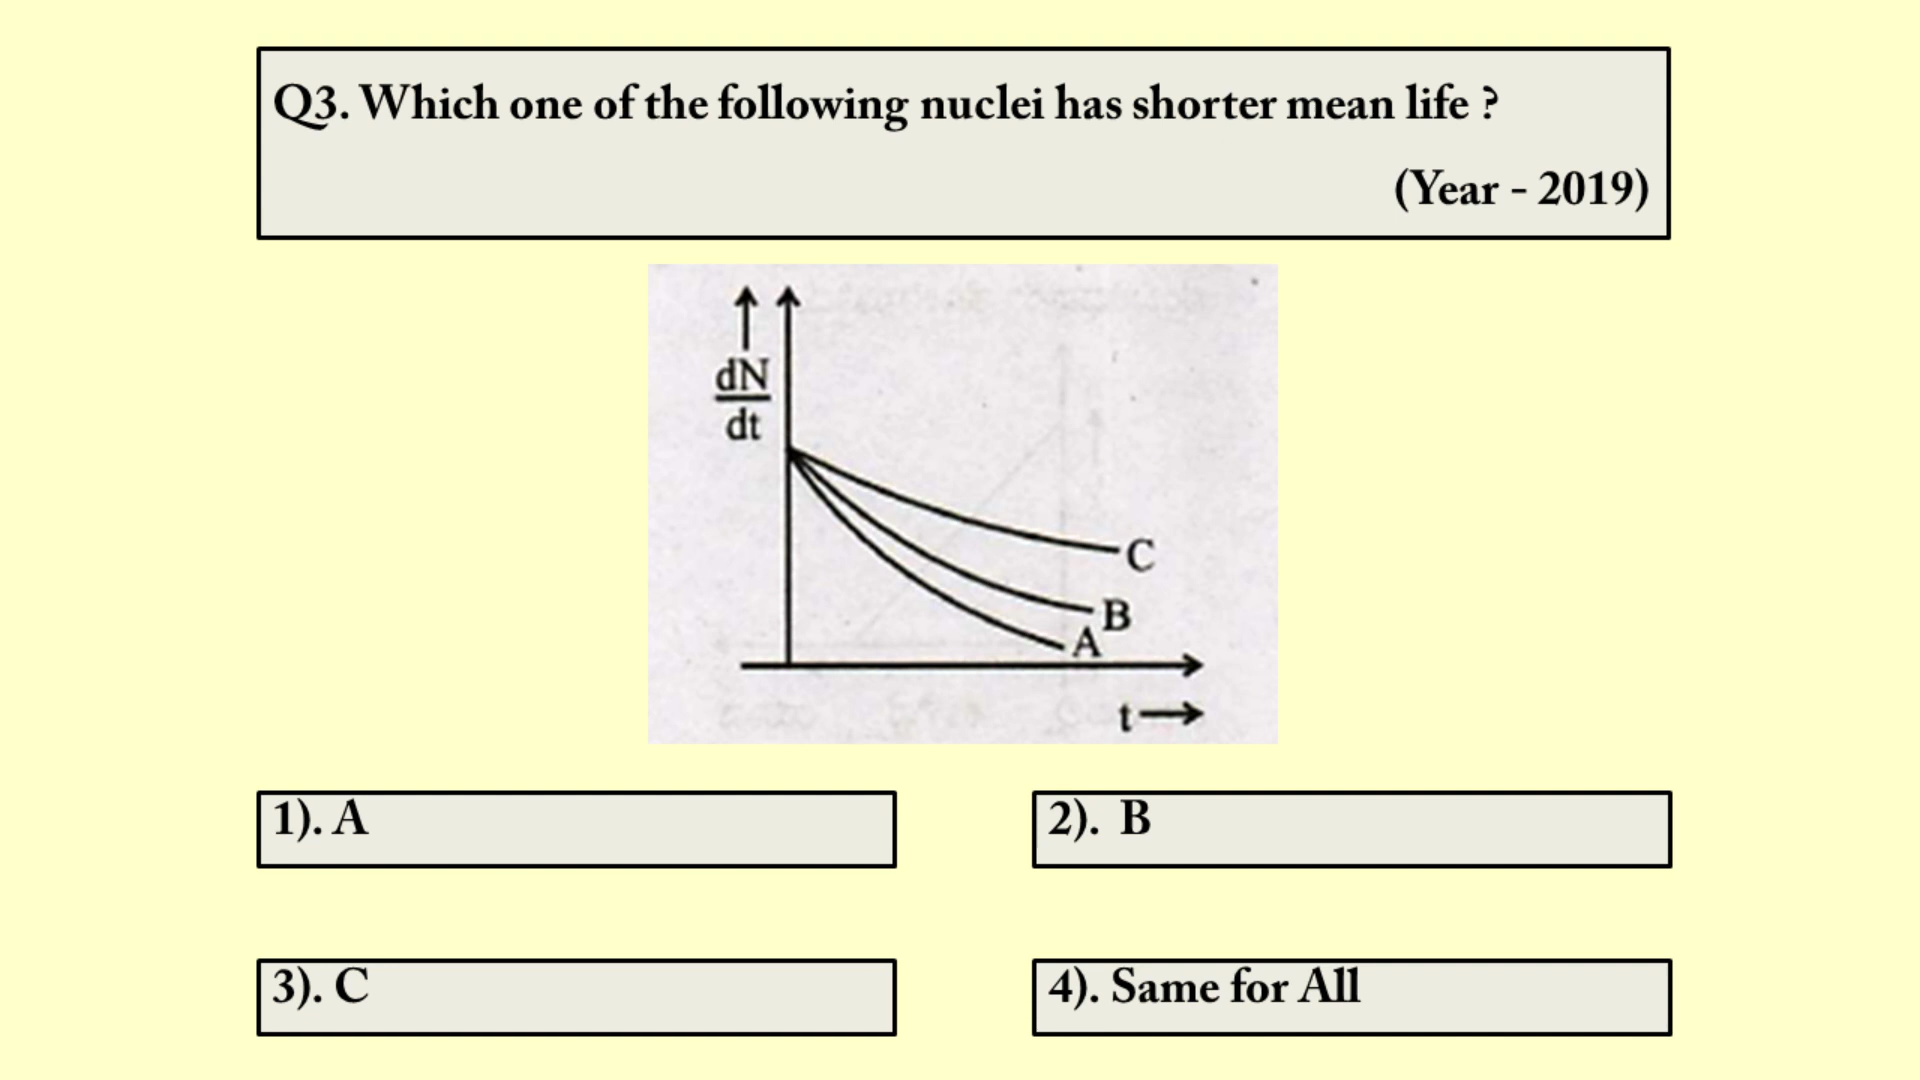 Q3. Which one of the following nuclei has shorter mean life ?
(Year - 2019)
dN
dt
C
B
A
t
1). A
2). B
3). C
4). Same for All